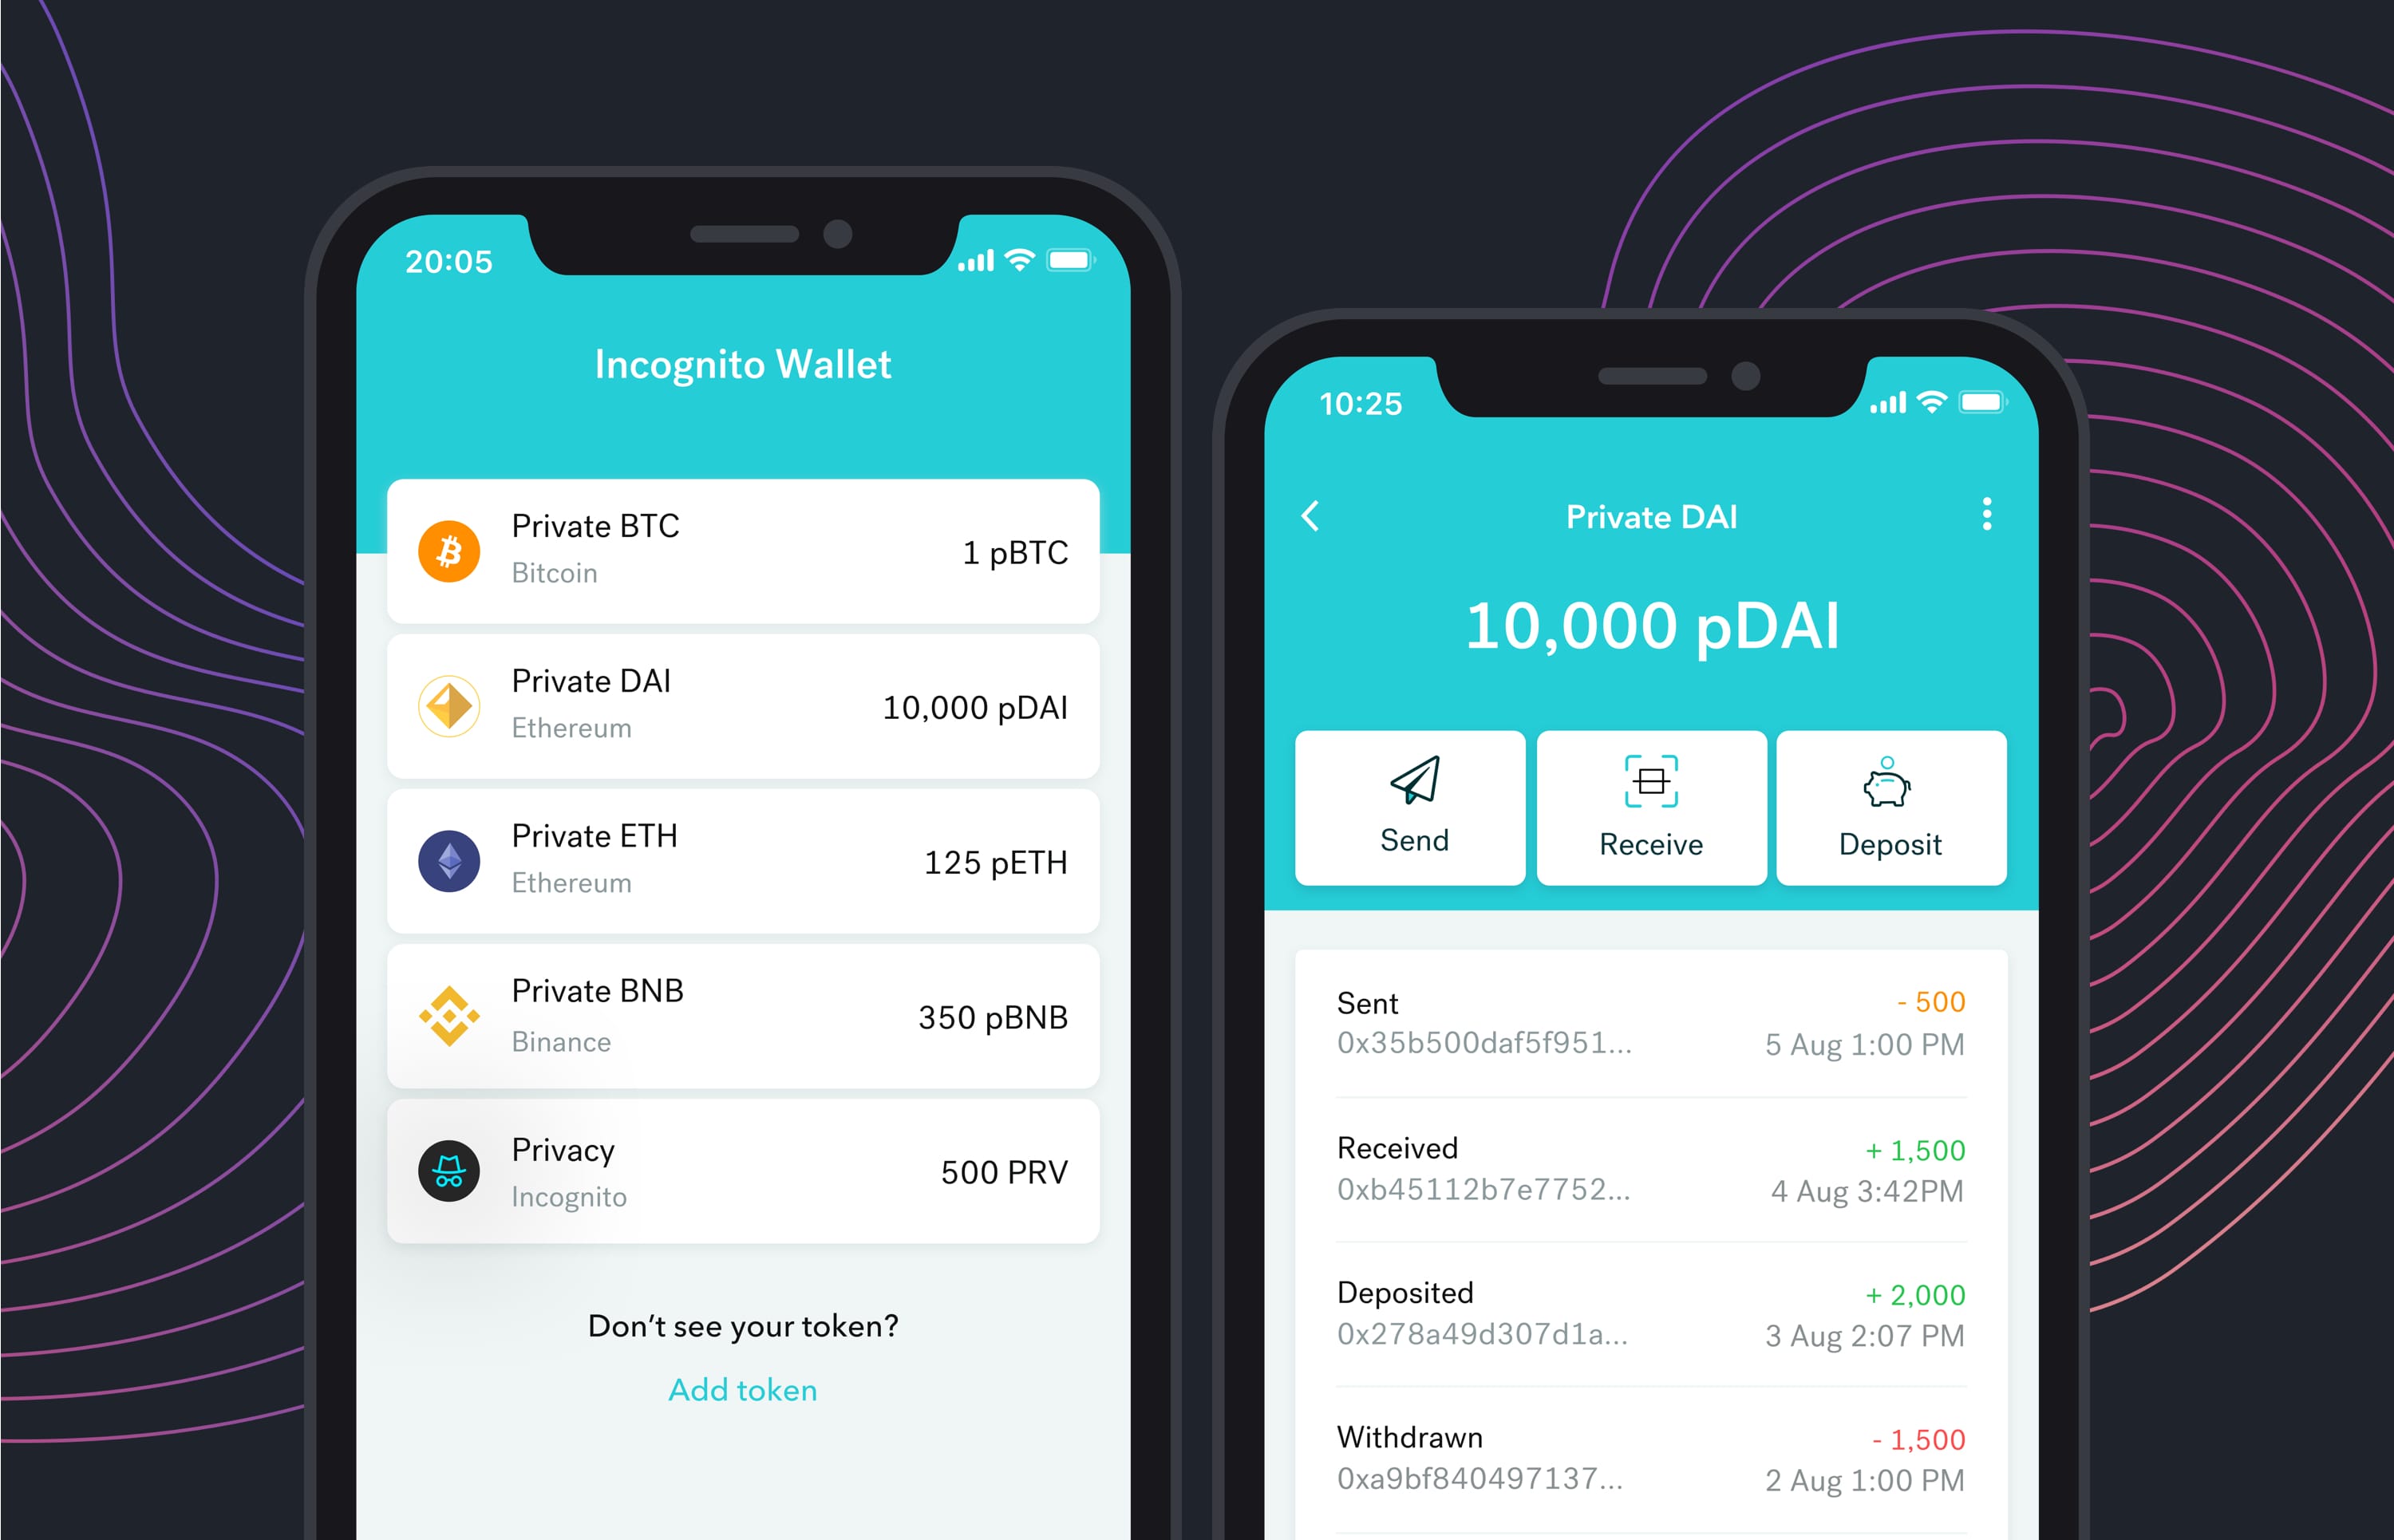 20:05
Incognito Wallet
Private BTC
Bitcoin
1 pBTC
Private DAI
Ethereum
10,000 pDAI
Private ETH
Ethereum
125 pETH
Private BNB
Binance
350 pBNB
Privacy
Incognito
500 PRV
Don’t see your token?
Add token
10:25
Private DAI
10,000 pDAI
Send
Receive
Deposit
Sent
- 500
0x35b500daf5f951...
5 Aug 1:00 PM
Received
+ 1,500
0xb45112b7e7752...
4 Aug 3:42PM
Deposited
+ 2,000
0x278a49d307d1a...
3 Aug 2:07 PM
Withdrawn
- 1,500
0xa9bf840497137...
2 Aug 1:00 PM